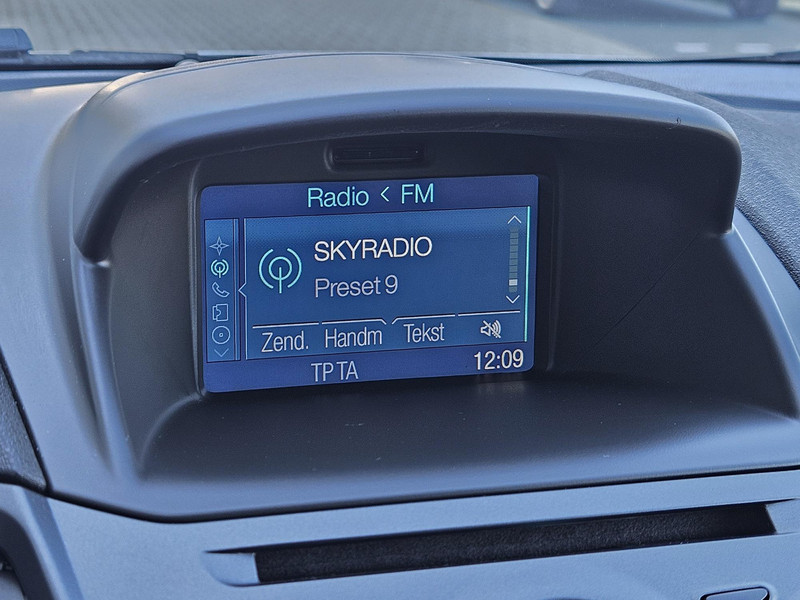 Radio < FM
SKYRADIO
Preset 9
Zend. Handm Tekst
TP TA 12:09